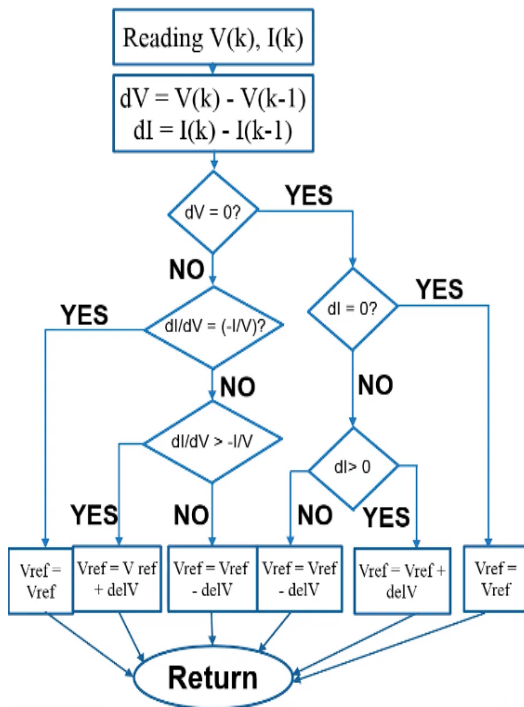 Reading V(k), I(k)
dV = V(k) - V(k-1)
dI = I(k) - I(k-1)
dV = 0?
YES
NO
dI/dV = (-I/V)?
YES
dI = 0?
YES
NO
NO
dI/dV > -I/V
dI> 0
YES
NO
NO
YES
Vref =
Vref
Vref = V ref
+ delV
Vref = Vref
- delV
Vref = Vref
- delV
Vref = Vref +
delV
Vref =
Vref
Return